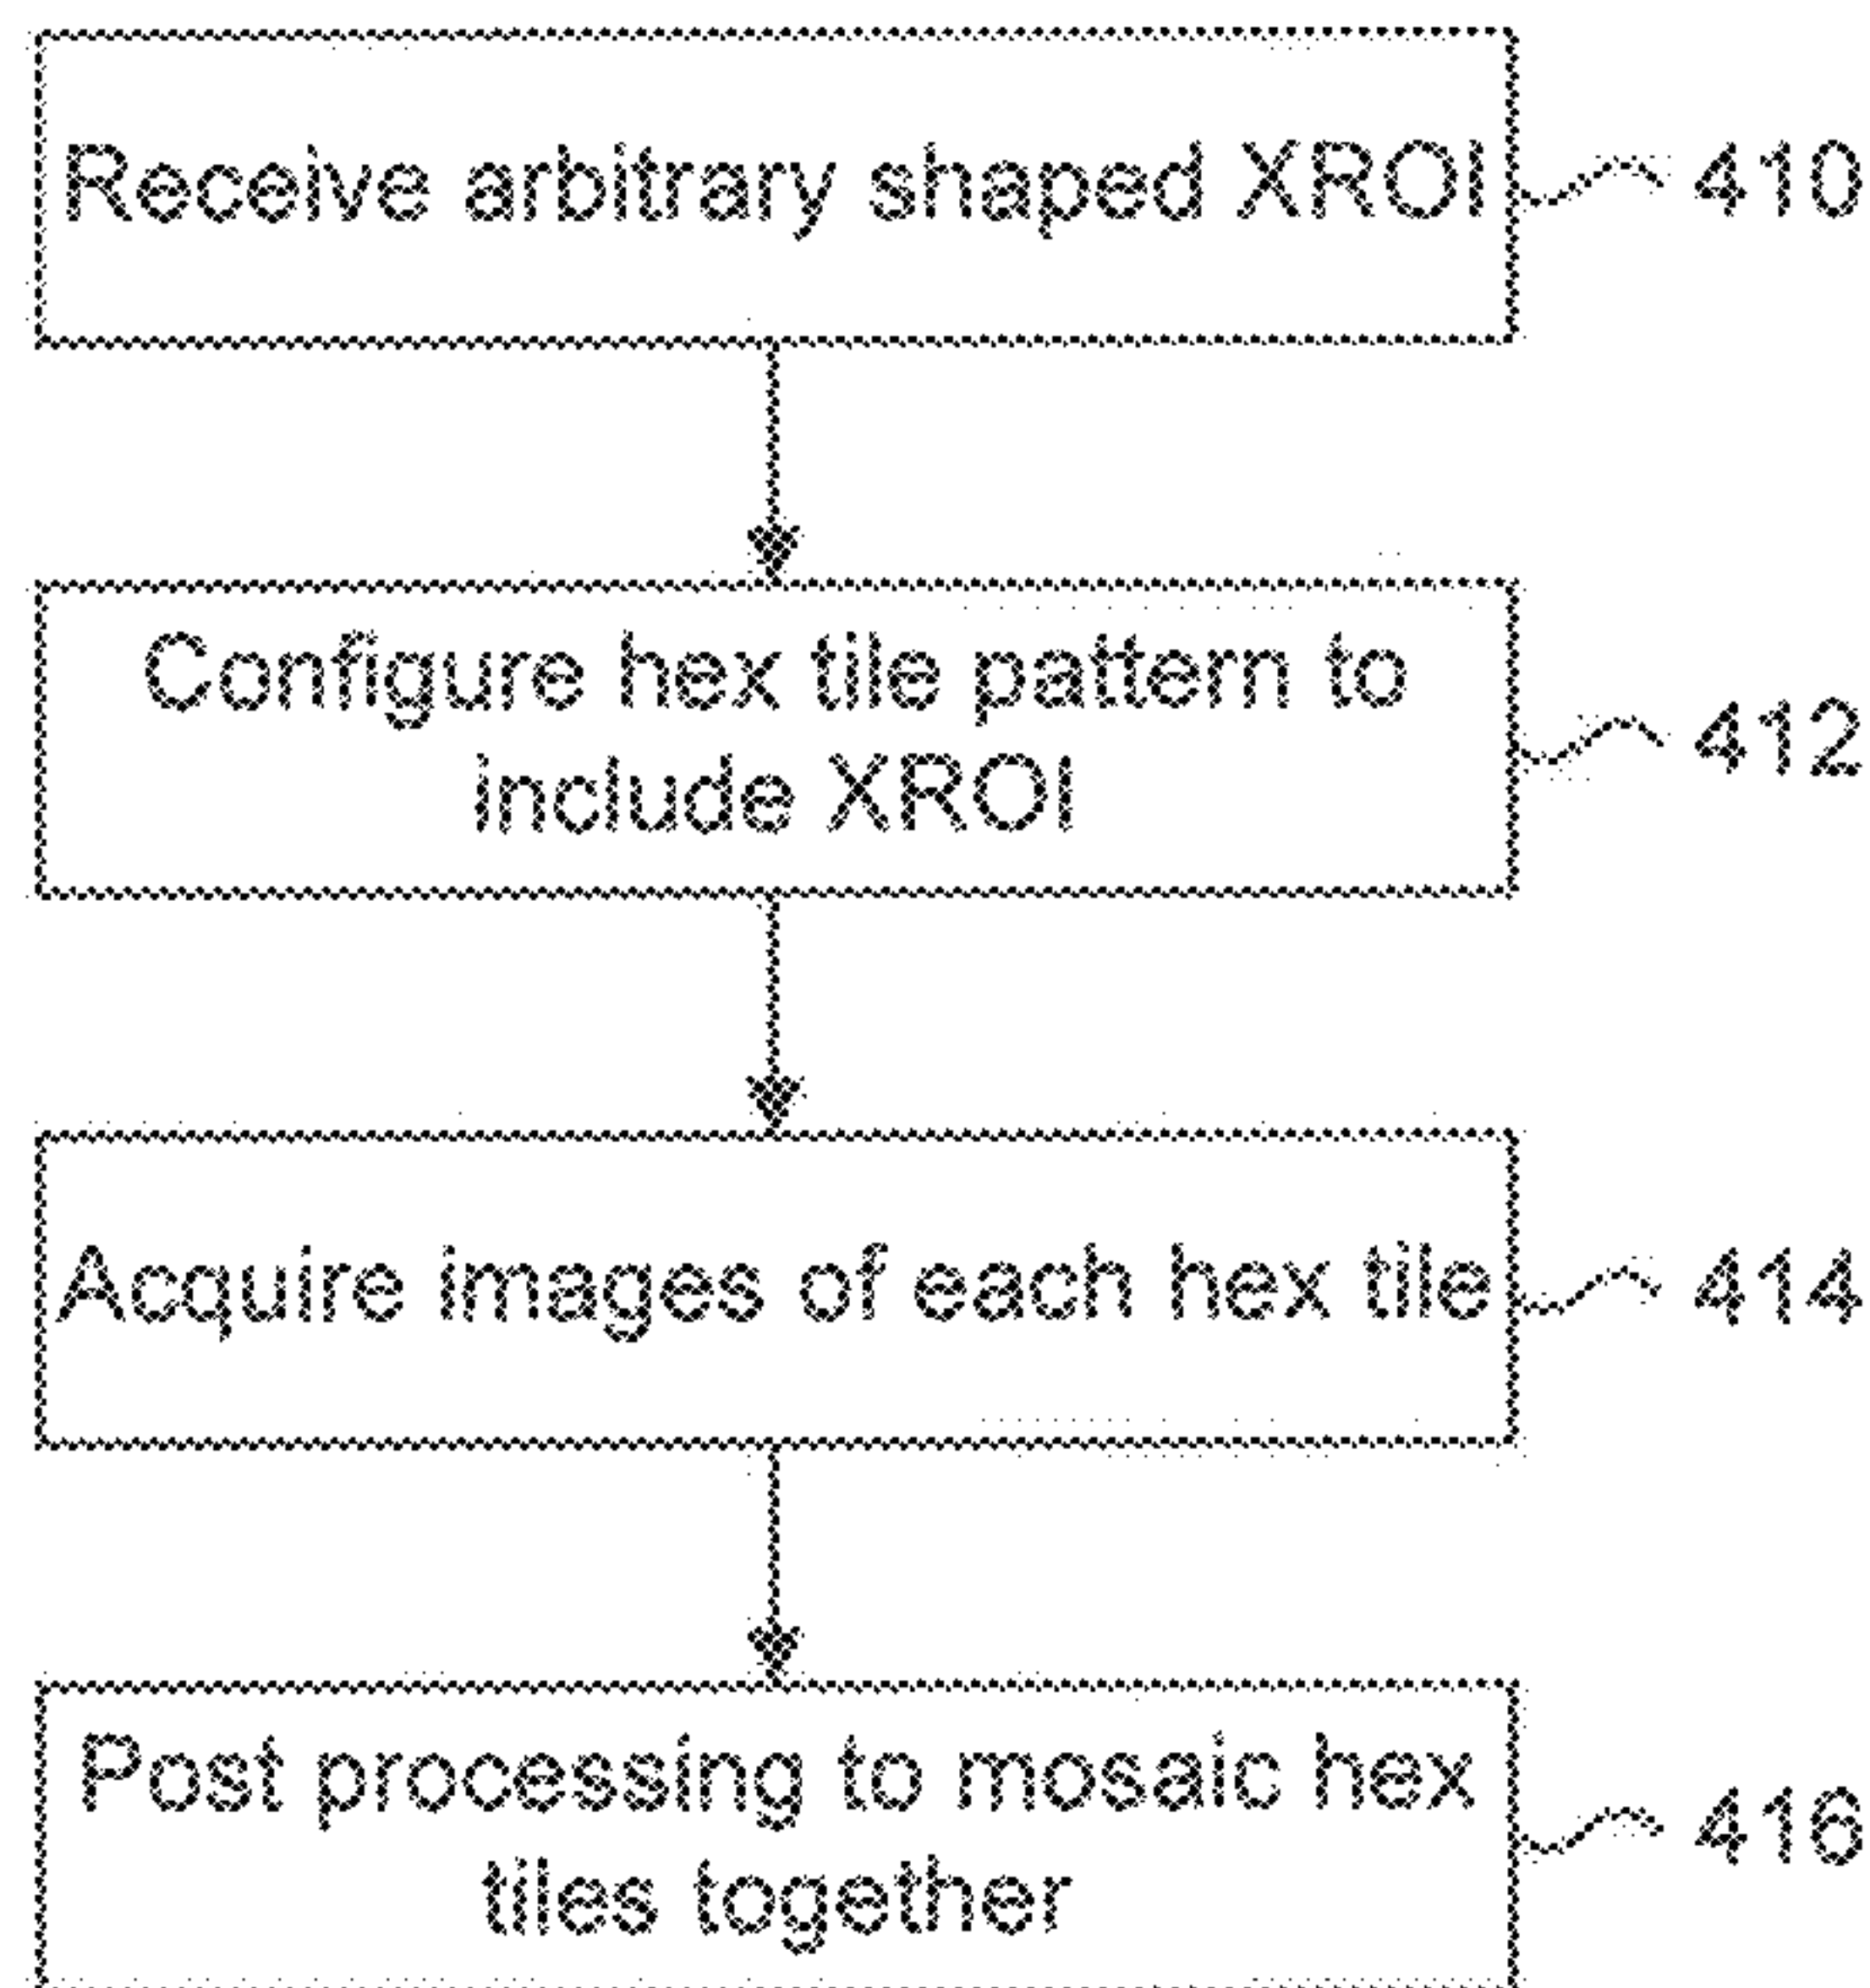 Receive arbitrary shaped XROI
410
Configure hex tile pattern to
include XROI
412
Acquire images of each hex tile
414
Post processing to mosaic hex
tiles together
416